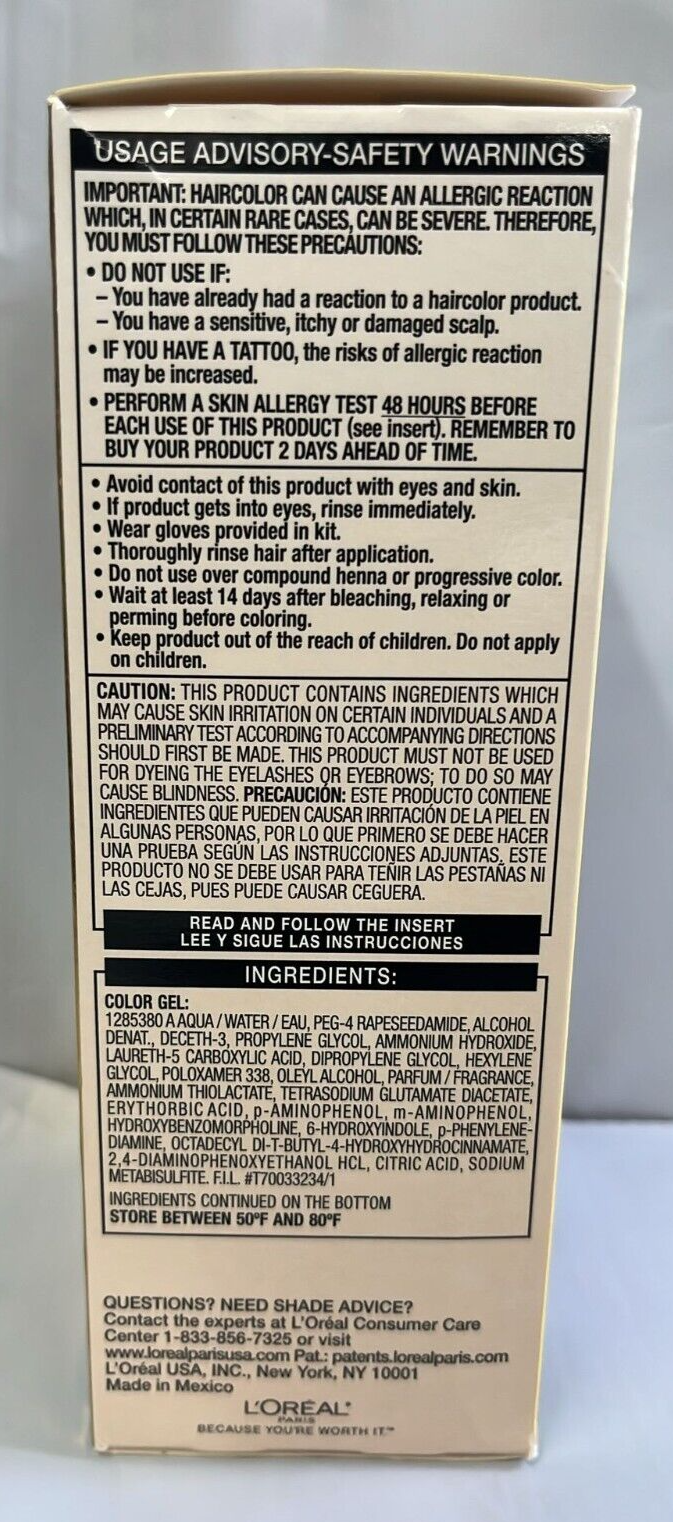 USAGE ADVISORY-SAFETY WARNINGS
IMPORTANT: HAIRCOLOR CAN CAUSE AN ALLERGIC REACTION
WHICH, IN CERTAIN RARE CASES, CAN BE SEVERE. THEREFORE,
YOU MUST FOLLOW THESE PRECAUTIONS:
• DO NOT USE IF:
– You have already had a reaction to a haircolor product.
– You have a sensitive, itchy or damaged scalp.
• IF YOU HAVE A TATTOO, the risks of allergic reaction
may be increased.
• PERFORM A SKIN ALLERGY TEST 48 HOURS BEFORE
EACH USE OF THIS PRODUCT (see insert). REMEMBER TO
BUY YOUR PRODUCT 2 DAYS AHEAD OF TIME.
• Avoid contact of this product with eyes and skin.
• If product gets into eyes, rinse immediately.
• Wear gloves provided in kit.
• Thoroughly rinse hair after application.
• Do not use over compound henna or progressive color.
• Wait at least 14 days after bleaching, relaxing or
perming before coloring.
• Keep product out of the reach of children. Do not apply
on children.
CAUTION: THIS PRODUCT CONTAINS INGREDIENTS WHICH
MAY CAUSE SKIN IRRITATION ON CERTAIN INDIVIDUALS AND A
PRELIMINARY TEST ACCORDING TO ACCOMPANYING DIRECTIONS
SHOULD FIRST BE MADE. THIS PRODUCT MUST NOT BE USED
FOR DYEING THE EYELASHES OR EYEBROWS; TO DO SO MAY
CAUSE BLINDNESS. PRECAUCIÓN: ESTE PRODUCTO CONTIENE
INGREDIENTES QUE PUEDEN CAUSAR IRRITACIÓN DE LA PIEL EN
ALGUNAS PERSONAS, POR LO QUE PRIMERO SE DEBE HACER
UNA PRUEBA SEGÚN LAS INSTRUCCIONES ADJUNTAS. ESTE
PRODUCTO NO SE DEBE USAR PARA TEÑIR LAS PESTAÑAS NI
LAS CEJAS, PUES PUEDE CAUSAR CEGUERA.
READ AND FOLLOW THE INSERT
LEE Y SIGUE LAS INSTRUCCIONES
INGREDIENTS:
COLOR GEL:
1285380 A AQUA / WATER / EAU, PEG-4 RAPESEEDAMIDE, ALCOHOL
DENAT., DECETH-3, PROPYLENE GLYCOL, AMMONIUM HYDROXIDE,
LAURETH-5 CARBOXYLIC ACID, DIPROPYLENE GLYCOL, HEXYLENE
GLYCOL, POLOXAMER 338, OLEYL ALCOHOL, PARFUM / FRAGRANCE,
AMMONIUM THIOLACTATE, TETRASODIUM GLUTAMATE DIACETATE,
ERYTHORBIC ACID, p-AMINOPHENOL, m-AMINOPHENOL,
HYDROXYBENZOMORPHOLINE, 6-HYDROXYINDOLE, p-PHENYLENE-
DIAMINE, OCTADECYL DI-T-BUTYL-4-HYDROXYHYDROCINNAMATE,
2,4-DIAMINOPHENOXYETHANOL HCL, CITRIC ACID, SODIUM
METABISULFITE. F.I.L. #T70033234/1
INGREDIENTS CONTINUED ON THE BOTTOM
STORE BETWEEN 50ºF AND 80ºF
QUESTIONS? NEED SHADE ADVICE?
Contact the experts at L'Oréal Consumer Care
Center 1-833-856-7325 or visit
www.lorealparisusa.com Pat.: patents.lorealparis.com
L'Oréal USA, INC., New York, NY 10001
Made in Mexico
L'ORÉAL®
PARIS
BECAUSE YOU'RE WORTH IT.™